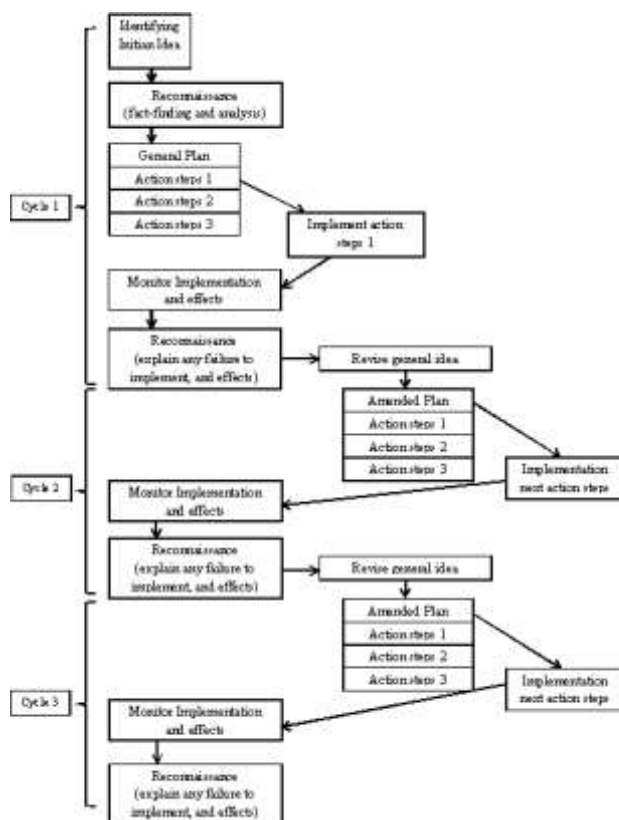 Identifying
Initian Idea
Reconnaissance
(fact-finding and analysis)
General Plan
Action steps 1
Action steps 2
Action steps 3
Cycle 1
Implement action
steps 1
Monitor Implementation
and effects
Reconnaissance
(explain any failure to
implement, and effects)
Revise general idea
Amended Plan
Action steps 1
Action steps 2
Action steps 3
Cycle 2
Implementation
next action steps
Monitor Implementation
and effects
Reconnaissance
(explain any failure to
implement, and effects)
Revise general idea
Amended Plan
Action steps 1
Action steps 2
Action steps 3
Implementation
next action steps
Cycle 3
Monitor Implementation
and effects
Reconnaissance
(explain any failure to
implement, and effects)